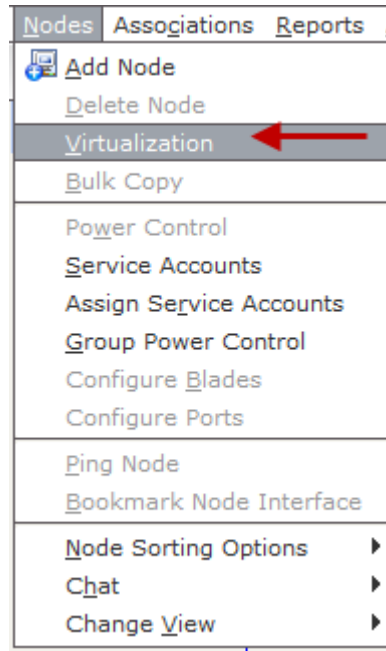 Nodes Associations Reports
Add Node
Delete Node
Virtualization
Bulk Copy
Power Control
Service Accounts
Assign Service Accounts
Group Power Control
Configure Blades
Configure Ports
Ping Node
Bookmark Node Interface
Node Sorting Options
Chat
Change View